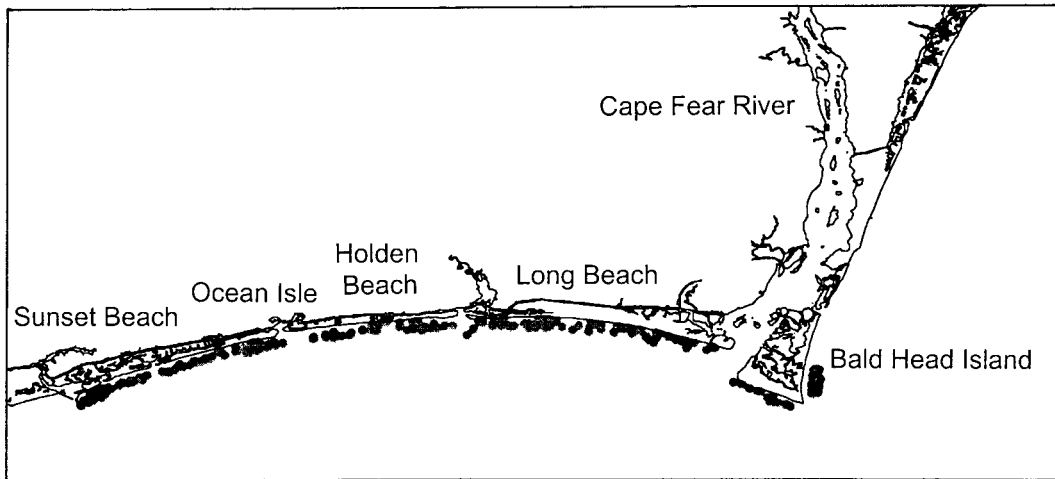 Cape Fear River
Holden
Beach
Long Beach
Ocean Isle
Sunset Beach
Bald Head Island